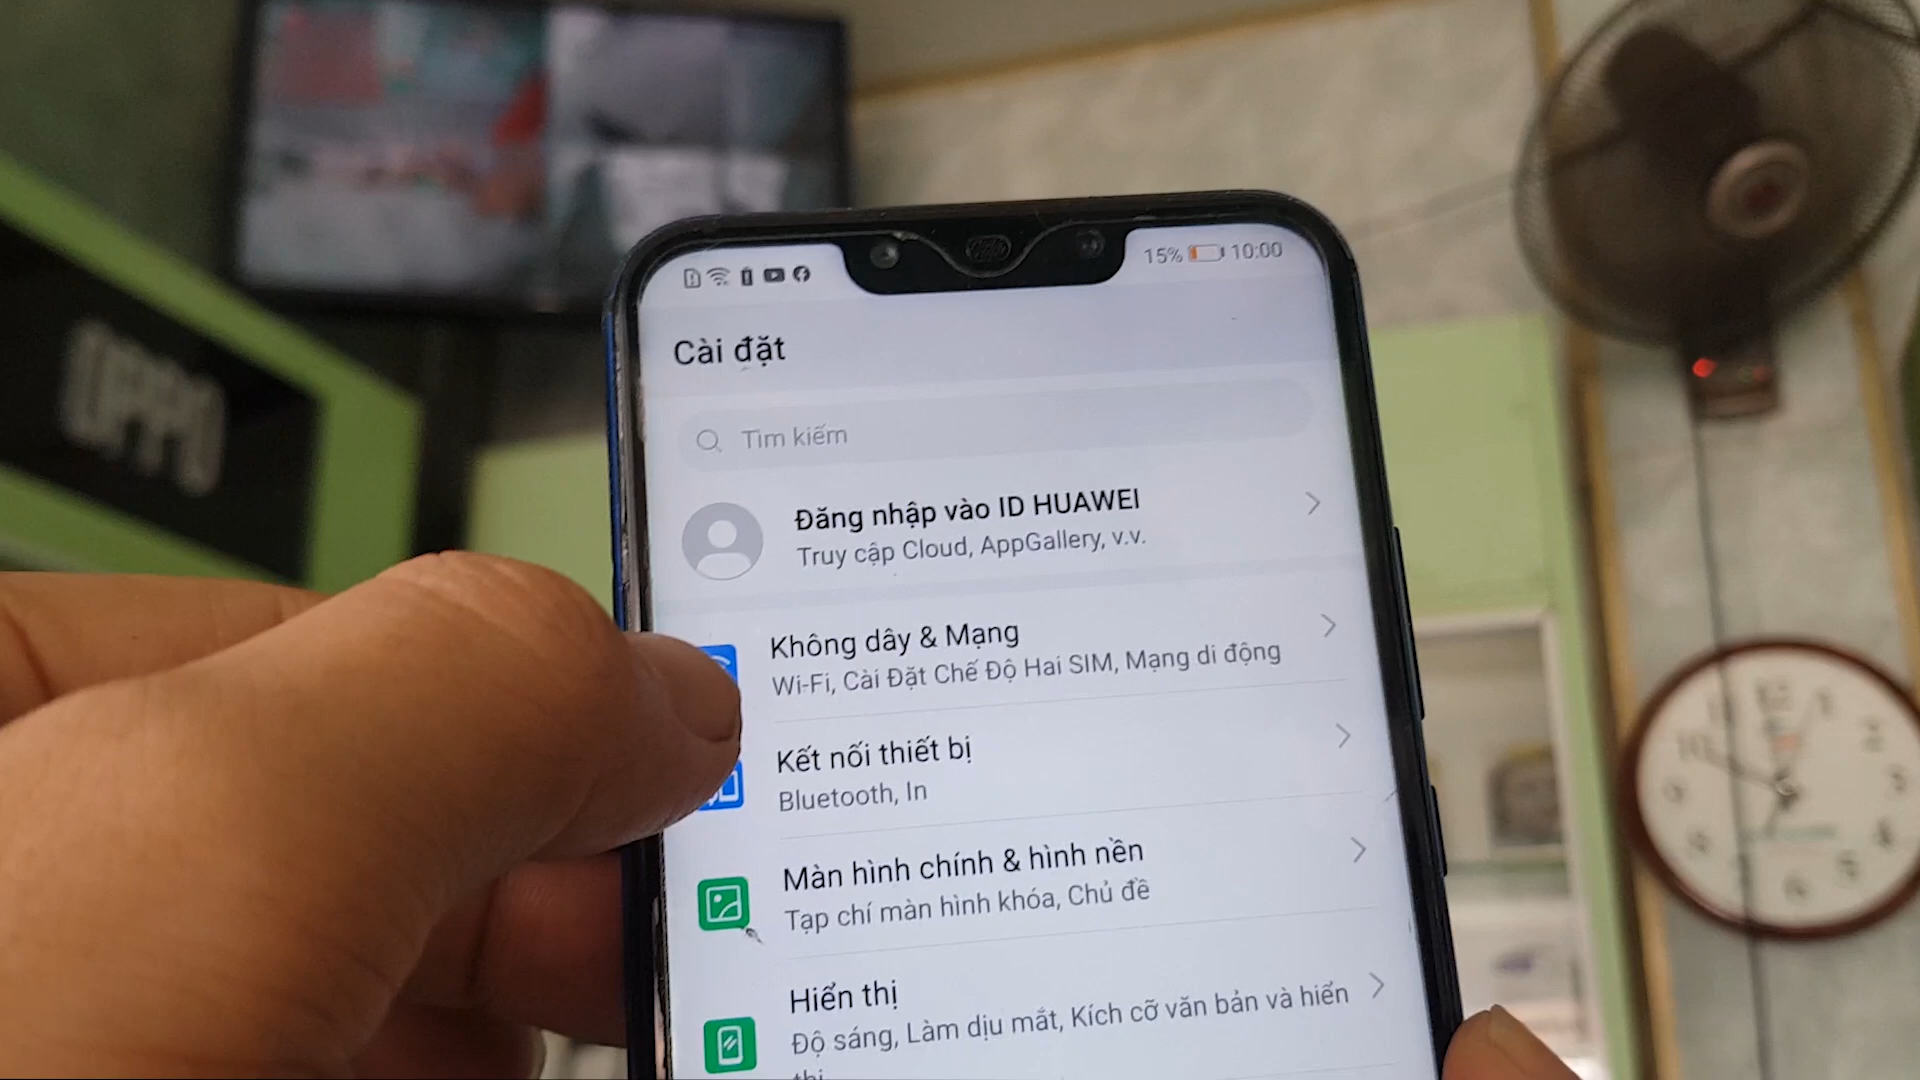 15% 10:00
Cài đặt
Tìm kiếm
Đăng nhập vào ID HUAWEI
Truy cập Cloud, AppGallery, v.v.
Không dây & Mạng
Wi-Fi, Cài Đặt Chế Độ Hai SIM, Mạng di động
Kết nối thiết bị
Bluetooth, In
Màn hình chính & hình nền
Tạp chí màn hình khóa, Chủ đề
Hiển thị
Độ sáng, Làm dịu mắt, Kích cỡ văn bản và hiển
thị
OPPO